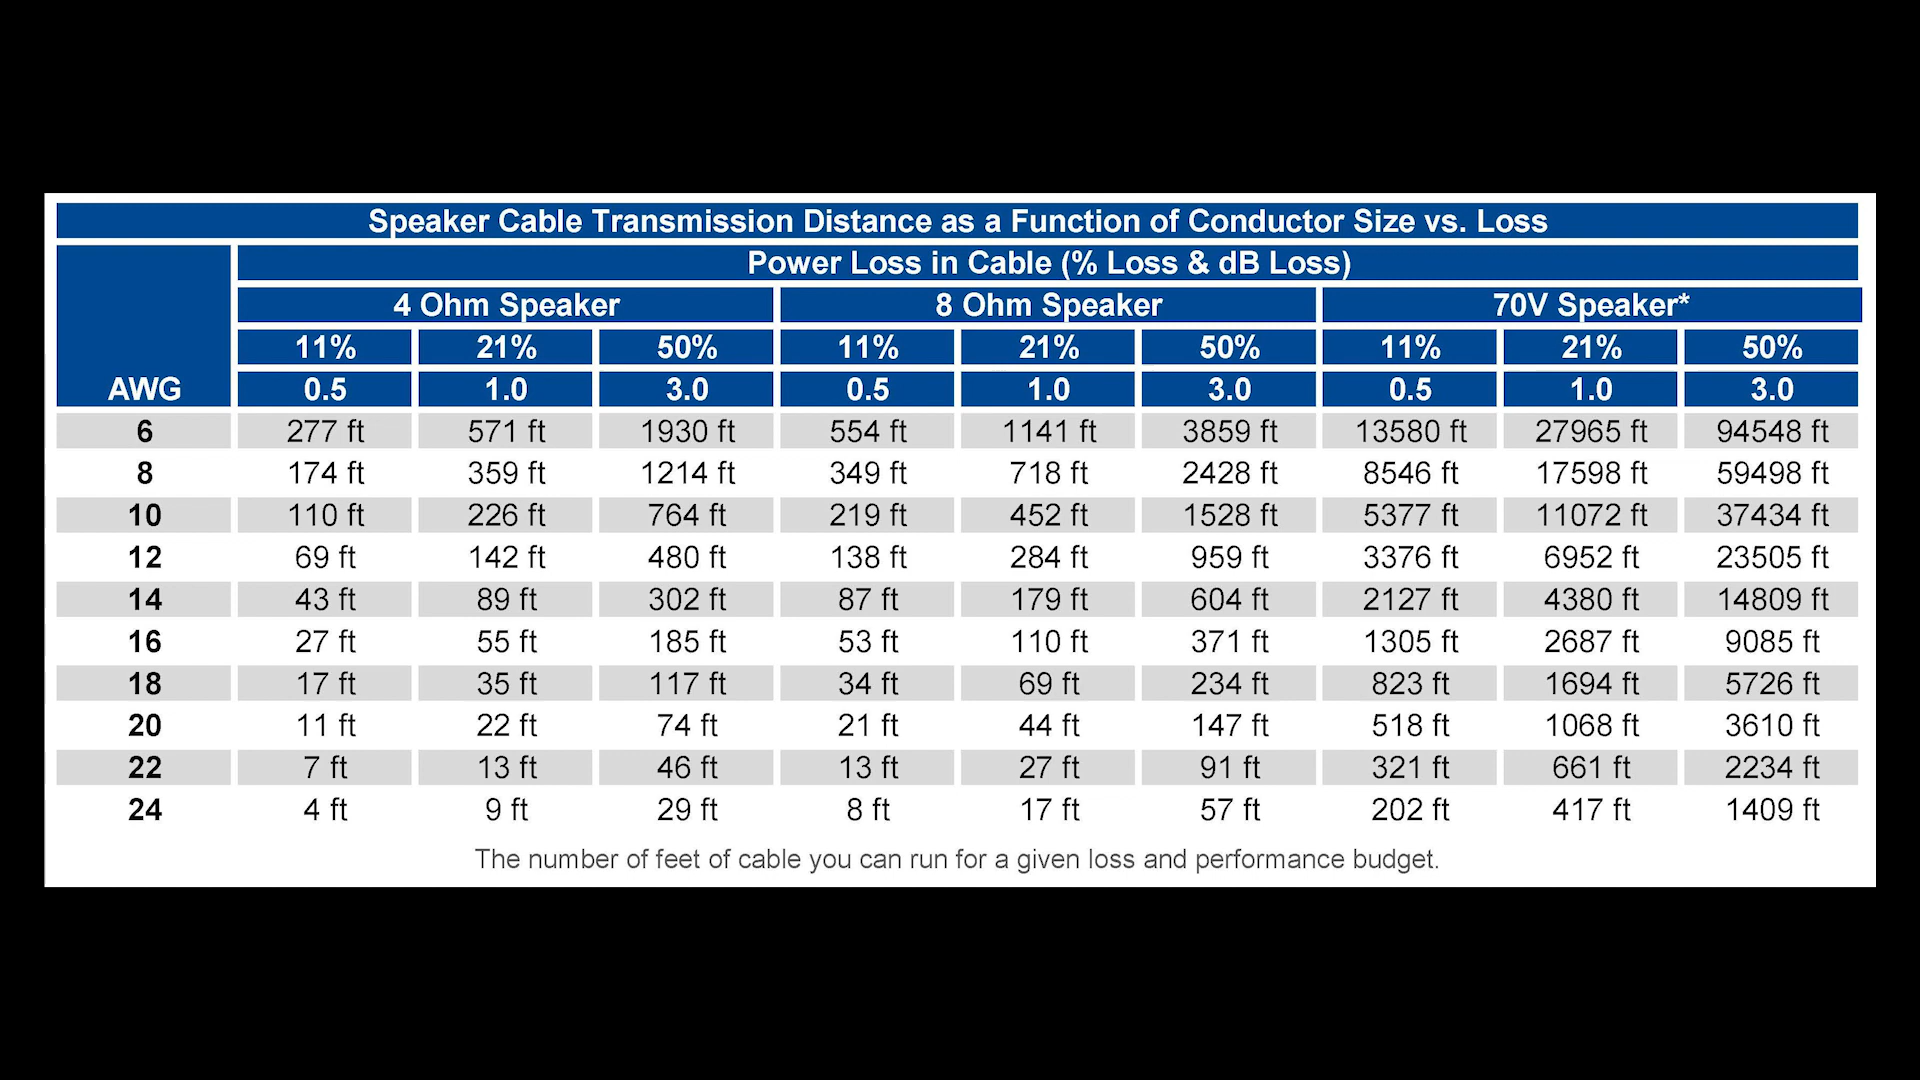 Speaker Cable Transmission Distance as a Function of Conductor Size vs. Loss
Power Loss in Cable (% Loss & dB Loss)
4 Ohm Speaker 8 Ohm Speaker 70V Speaker*
11% 21% 50% 11% 21% 50% 11% 21% 50%
AWG 0.5 1.0 3.0 0.5 1.0 3.0 0.5 1.0 3.0
6 277 ft 571 ft 1930 ft 554 ft 1141 ft 3859 ft 13580 ft 27965 ft 94548 ft
8 174 ft 359 ft 1214 ft 349 ft 718 ft 2428 ft 8546 ft 17598 ft 59498 ft
10 110 ft 226 ft 764 ft 219 ft 452 ft 1528 ft 5377 ft 11072 ft 37434 ft
12 69 ft 142 ft 480 ft 138 ft 284 ft 959 ft 3376 ft 6952 ft 23505 ft
14 43 ft 89 ft 302 ft 87 ft 179 ft 604 ft 2127 ft 4380 ft 14809 ft
16 27 ft 55 ft 185 ft 53 ft 110 ft 371 ft 1305 ft 2687 ft 9085 ft
18 17 ft 35 ft 117 ft 34 ft 69 ft 234 ft 823 ft 1694 ft 5726 ft
20 11 ft 22 ft 74 ft 21 ft 44 ft 147 ft 518 ft 1068 ft 3610 ft
22 7 ft 13 ft 46 ft 13 ft 27 ft 91 ft 321 ft 661 ft 2234 ft
24 4 ft 9 ft 29 ft 8 ft 17 ft 57 ft 202 ft 417 ft 1409 ft
The number of feet of cable you can run for a given loss and performance budget.